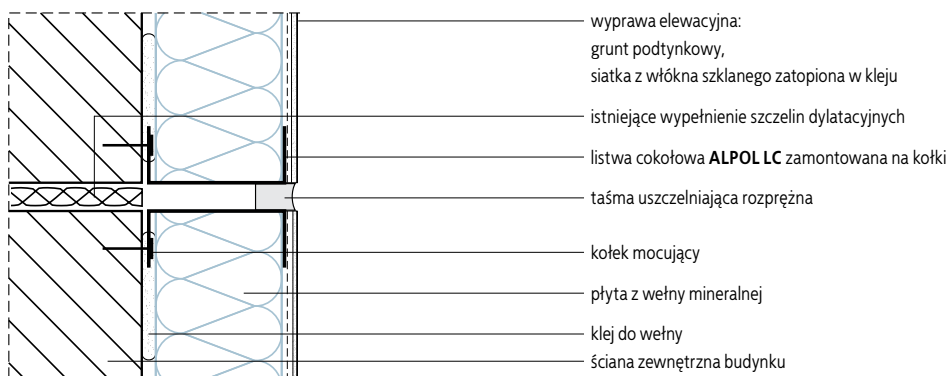 wyprawa elewacyjna:
grunt podtynkowy,
siatka z włókna szklanego zatopiona w kleju
istniejące wypełnienie szczelin dylatacyjnych
listwa cokołowa ALPOL LC zamontowana na kołki
taśma uszczelniająca rozprężna
kołek mocujący
płyta z wełny mineralnej
klej do wełny
ściana zewnętrzna budynku